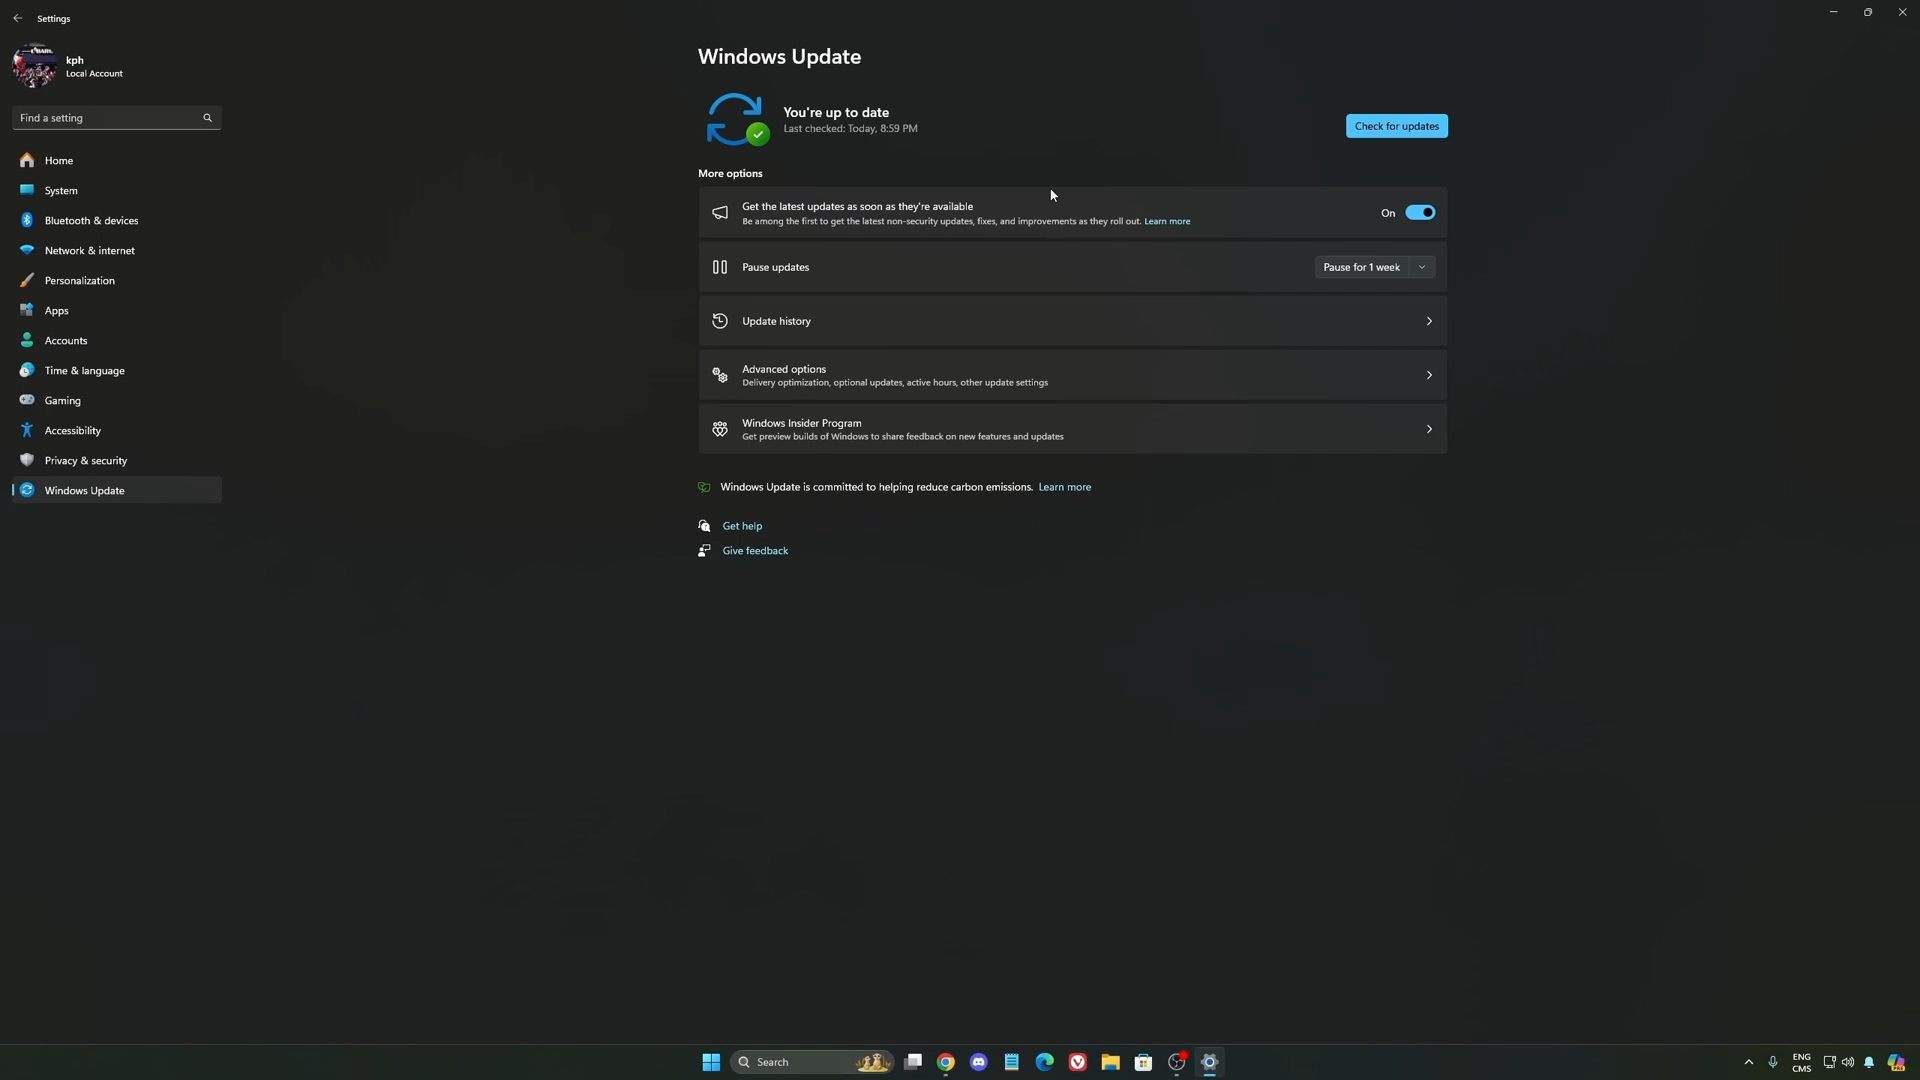 Settings
kph
Local Account
Find a setting
Home
System
Bluetooth & devices
Network & internet
Personalization
Apps
Accounts
Time & language
Gaming
Accessibility
Privacy & security
Windows Update
Windows Update
You're up to date
Last checked: Today, 8:59 PM
Check for updates
More options
Get the latest updates as soon as they're available
Be among the first to get the latest non-security updates, fixes, and improvements as they roll out. Learn more
On
Pause updates
Pause for 1 week
Update history
Advanced options
Delivery optimization, optional updates, active hours, other update settings
Windows Insider Program
Get preview builds of Windows to share feedback on new features and updates
Windows Update is committed to helping reduce carbon emissions. Learn more
Get help
Give feedback
Search
ENG
CMS